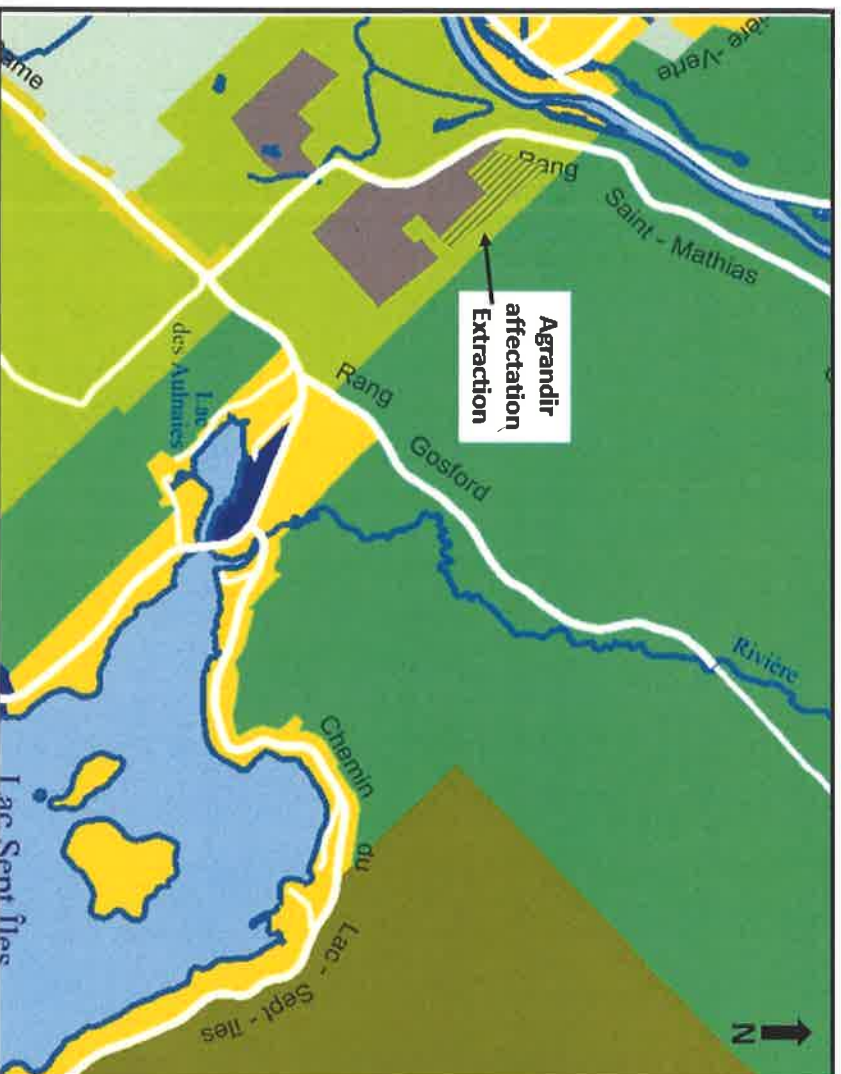 Rang
Saint - Mathias
Agrandir
affectation
Extraction
Rang
Gosford
Lac
des Aulnaies
Rivière
Chemin
du
Lac - Sept - îles
Lac Sept Îles
N